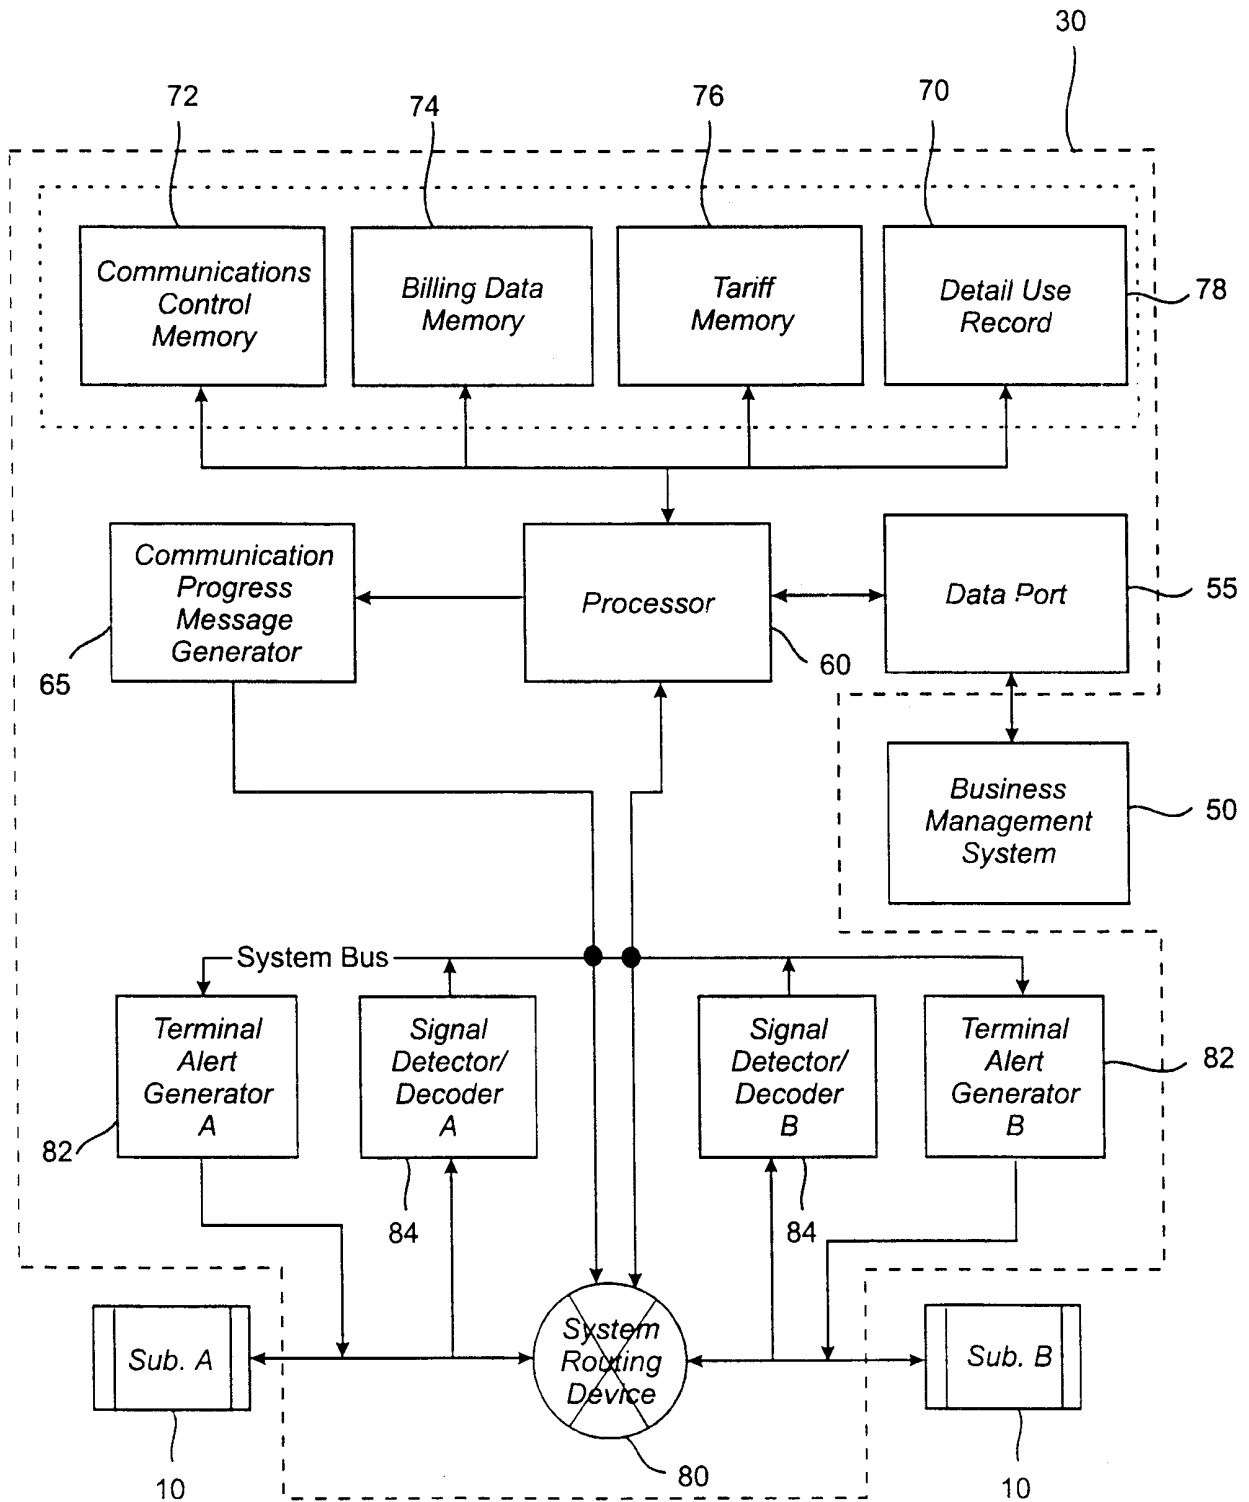 30
72
74
76
70
Communications
Control
Memory
Billing Data
Memory
Tariff
Memory
Detail Use
Record
78
Communication
Progress
Message
Generator
Processor
Data Port
55
65
60
Business
Management
System
50
System Bus
Terminal
Alert
Generator
A
Signal
Detector/
Decoder
A
Signal
Detector/
Decoder
B
Terminal
Alert
Generator
B
82
82
84
84
Sub. A
System
Routing
Device
Sub. B
10
80
10